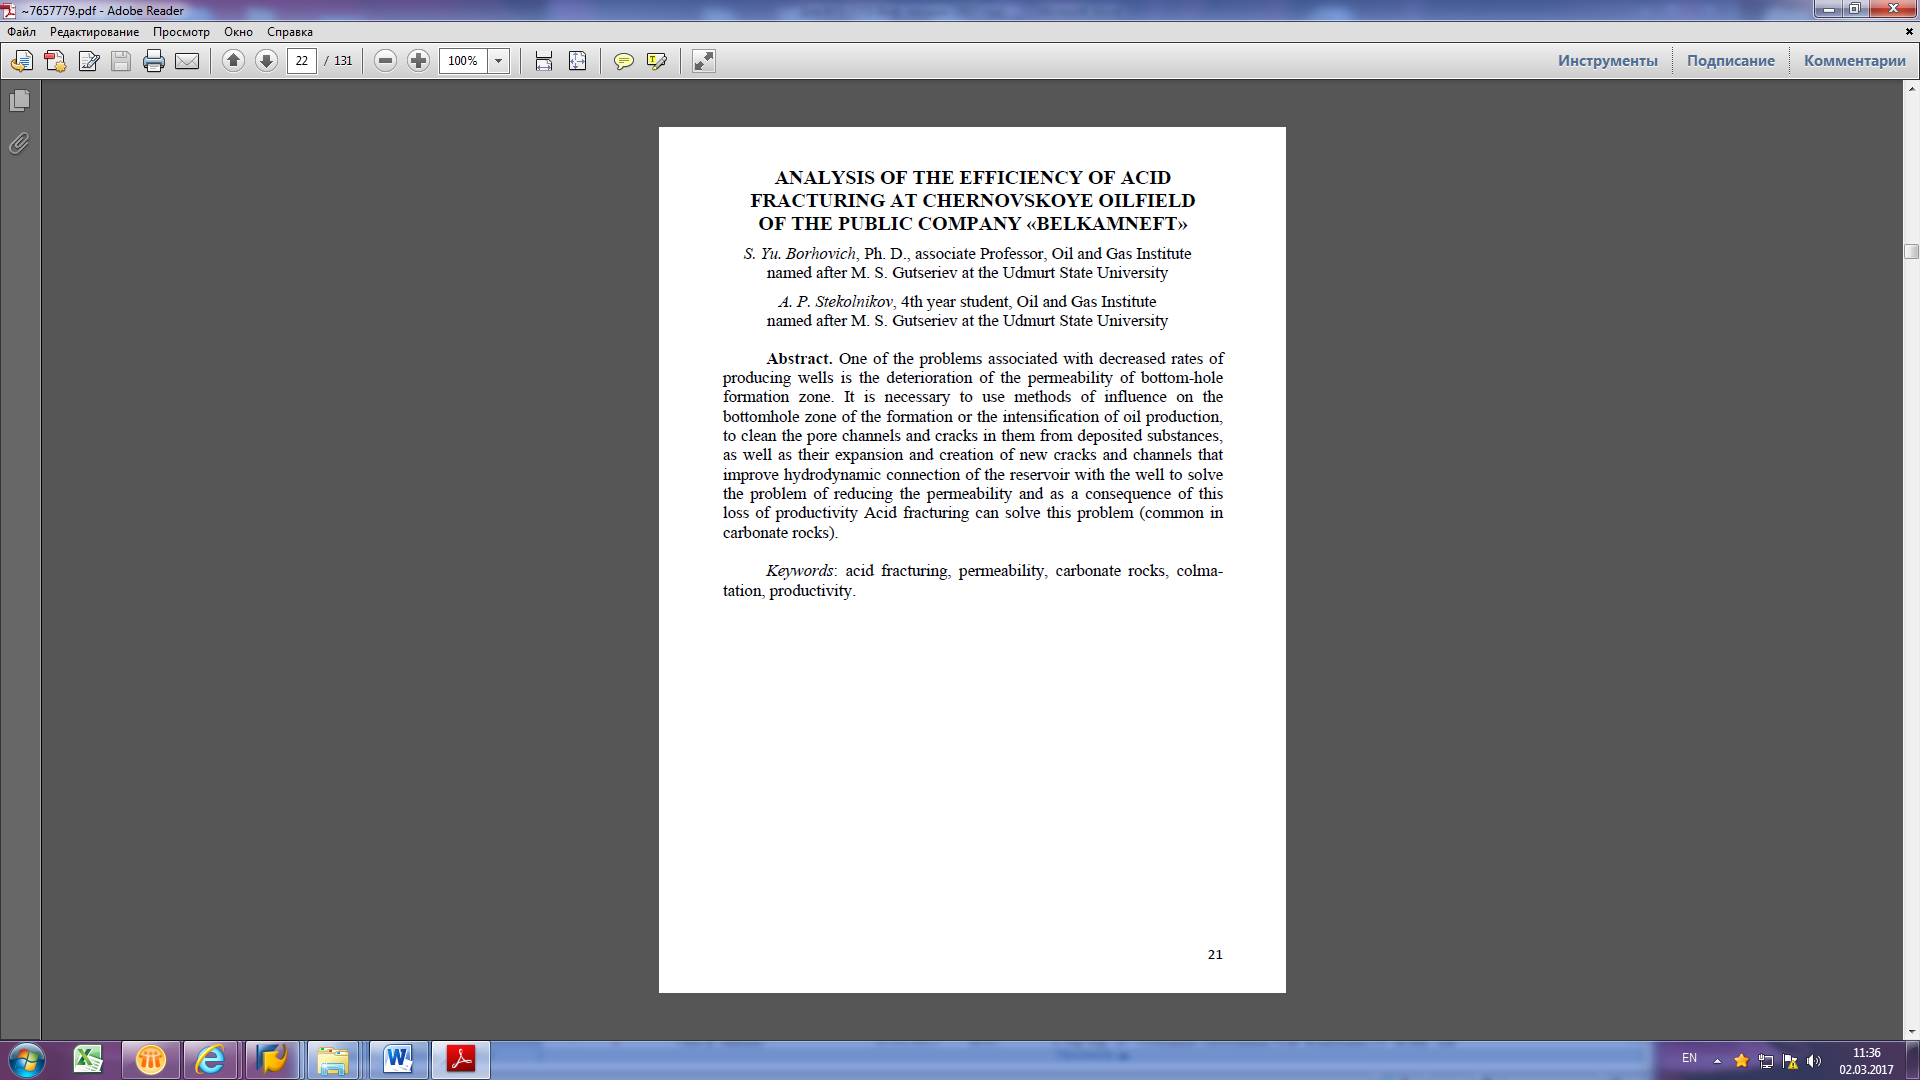 ~7657779.pdf - Adobe Reader
Файл Редактирование Просмотр Окно Справка
22 / 131 100% Инструменты Подписание Комментарии
ANALYSIS OF THE EFFICIENCY OF ACID
FRACTURING AT CHERNOVSKOYE OILFIELD
OF THE PUBLIC COMPANY «BELKAMNEFT»
S. Yu. Borhovich, Ph. D., associate Professor, Oil and Gas Institute
named after M. S. Gutseriev at the Udmurt State University
A. P. Stekolnikov, 4th year student, Oil and Gas Institute
named after M. S. Gutseriev at the Udmurt State University
Abstract. One of the problems associated with decreased rates of
producing wells is the deterioration of the permeability of bottom-hole
formation zone. It is necessary to use methods of influence on the
bottomhole zone of the formation or the intensification of oil production,
to clean the pore channels and cracks in them from deposited substances,
as well as their expansion and creation of new cracks and channels that
improve hydrodynamic connection of the reservoir with the well to solve
the problem of reducing the permeability and as a consequence of this
loss of productivity Acid fracturing can solve this problem (common in
carbonate rocks).
Keywords: acid fracturing, permeability, carbonate rocks, colma-
tation, productivity.
21
EN
11:36
02.03.2017